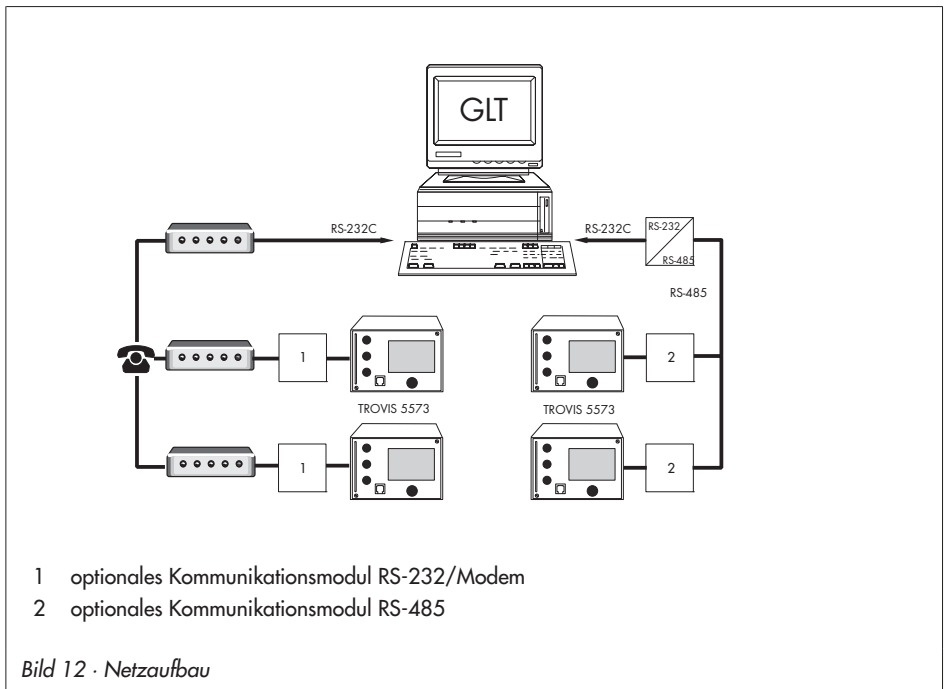 GLT
RS-232C
RS-232C
RS-232
RS-485
RS-485
1
2
TROVIS 5573
TROVIS 5573
1
2
1 optionales Kommunikationsmodul RS-232/Modem
2 optionales Kommunikationsmodul RS-485
Bild 12 · Netzaufbau